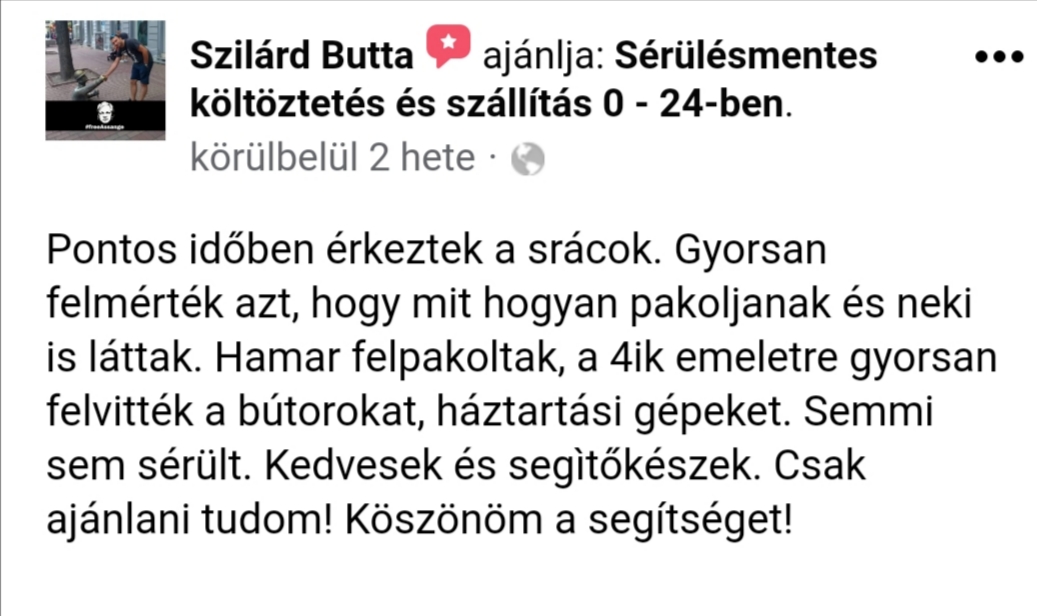 Szilárd Butta ajánlja: Sérülésmentes
költöztetés és szállítás 0 - 24-ben.
körülbelül 2 hete ·
#freeAssange
Pontos időben érkeztek a srácok. Gyorsan
felmérték azt, hogy mit hogyan pakoljanak és neki
is láttak. Hamar felpakoltak, a 4ik emeletre gyorsan
felvitték a bútorokat, háztartási gépeket. Semmi
sem sérült. Kedvesek és segìtőkészek. Csak
ajánlani tudom! Köszönöm a segítséget!